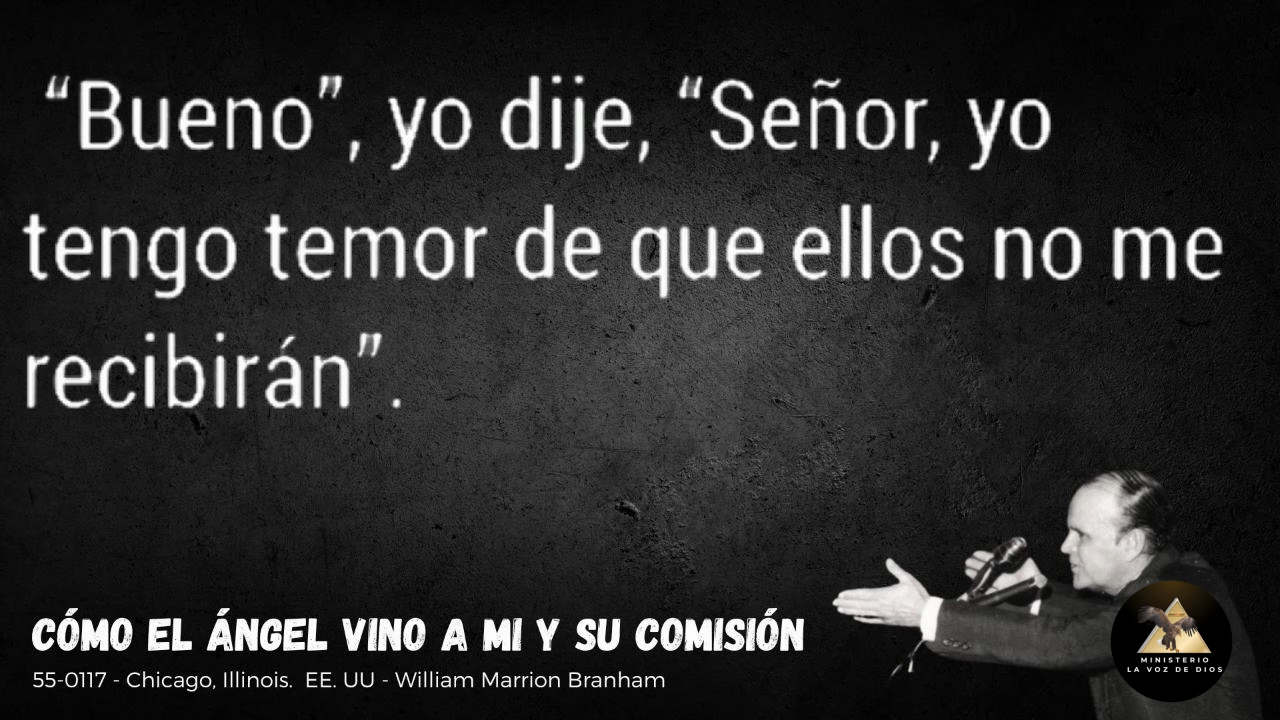 “Bueno”, yo dije, “Señor, yo
tengo temor de que ellos no me
recibirán”.
CÓMO EL ÁNGEL VINO A MI Y SU COMISIÓN
55-0117 - Chicago, Illinois.  EE. UU - William Marrion Branham
MINISTERIO
LA VOZ DE DIOS